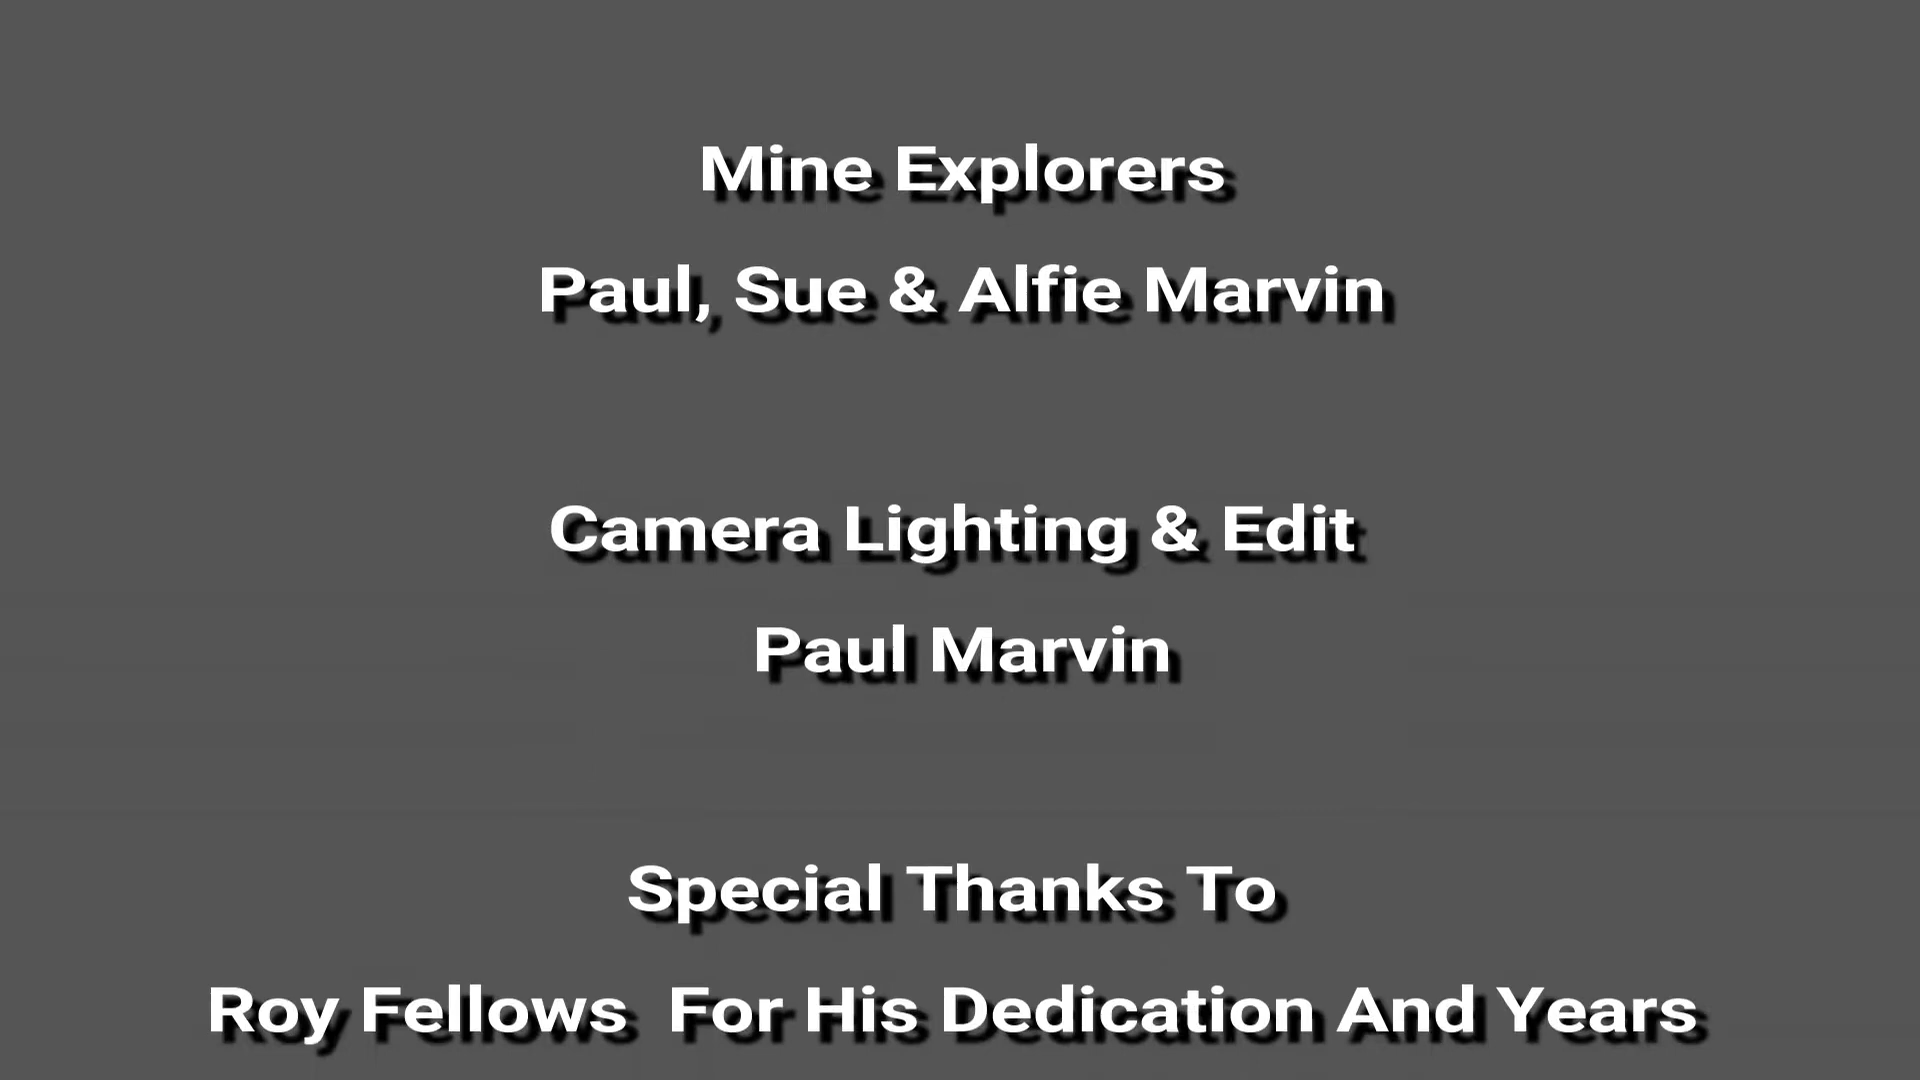 Mine Explorers
Paul, Sue & Alfie Marvin
Camera Lighting & Edit
Paul Marvin
Special Thanks To
Roy Fellows  For His Dedication And Years